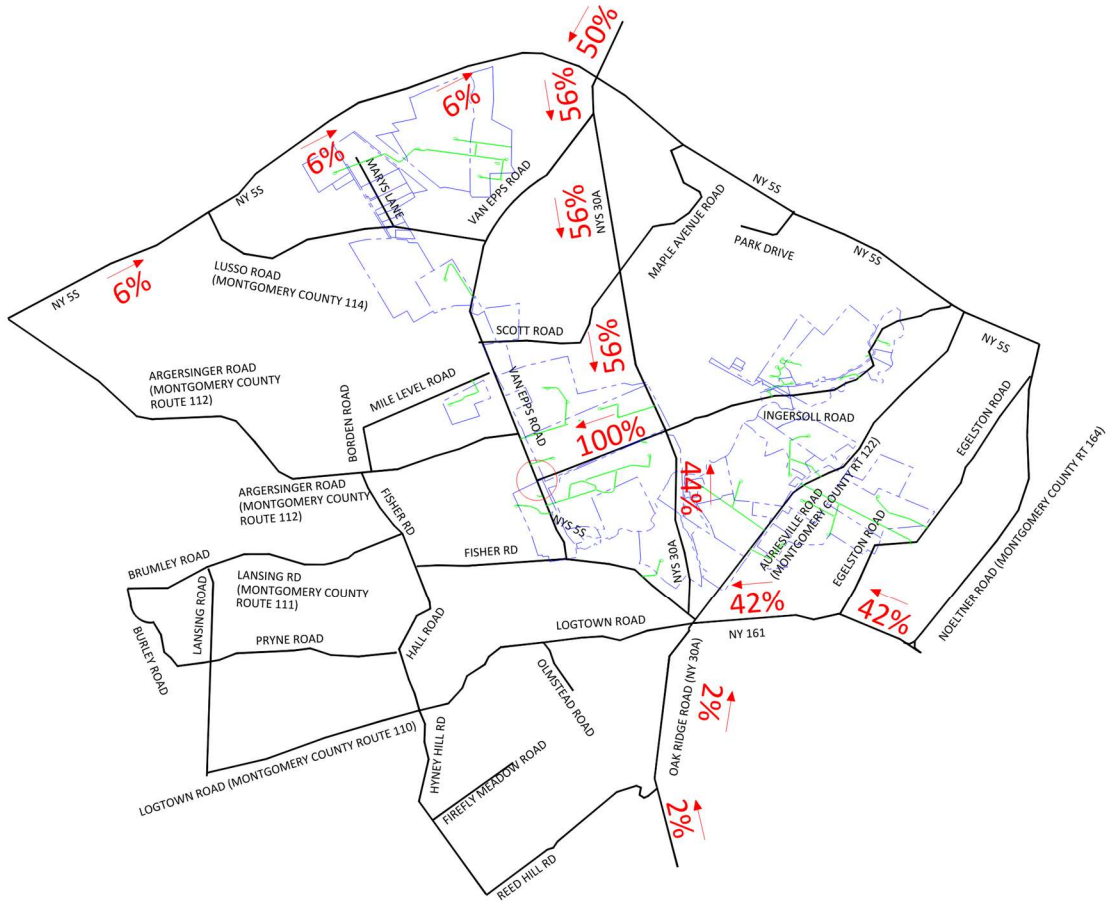 50%
56%
6%
6%
MARYS LANE
VAN EPPS ROAD
NY 5S
NY 5S
56%
NYS 30A
MAPLE AVENUE ROAD
PARK DRIVE
NY 5S
LUSSO ROAD
(MONTGOMERY COUNTY 114)
6%
NY 5S
SCOTT ROAD
56%
NY 5S
ARGERSINGER ROAD
(MONTGOMERY COUNTY
ROUTE 112)
MILE LEVEL ROAD
BORDEN ROAD
VAN EPPS ROAD
100%
INGERSOLL ROAD
EGELSTON ROAD
ARGERSINGER ROAD
(MONTGOMERY COUNTY
ROUTE 112)
FISHER RD
44%
AURIESVILLE ROAD
(MONTGOMERY COUNTY RT 122)
NOELTNER ROAD (MONTGOMERY COUNTY RT 164)
NYS 5S
FISHER RD
NYS 30A
EGELSTON ROAD
BRUMLEY ROAD
LANSING RD
(MONTGOMERY COUNTY
ROUTE 111)
LANSING ROAD
BURLEY ROAD
PRYNE ROAD
HALL ROAD
LOGTOWN ROAD
42%
42%
NY 161
OLMSTEAD ROAD
OAK RIDGE ROAD (NY 30A)
2%
LOGTOWN ROAD (MONTGOMERY COUNTY ROUTE 110)
HYNEY HILL RD
FIREFLY MEADOW ROAD
2%
REED HILL RD